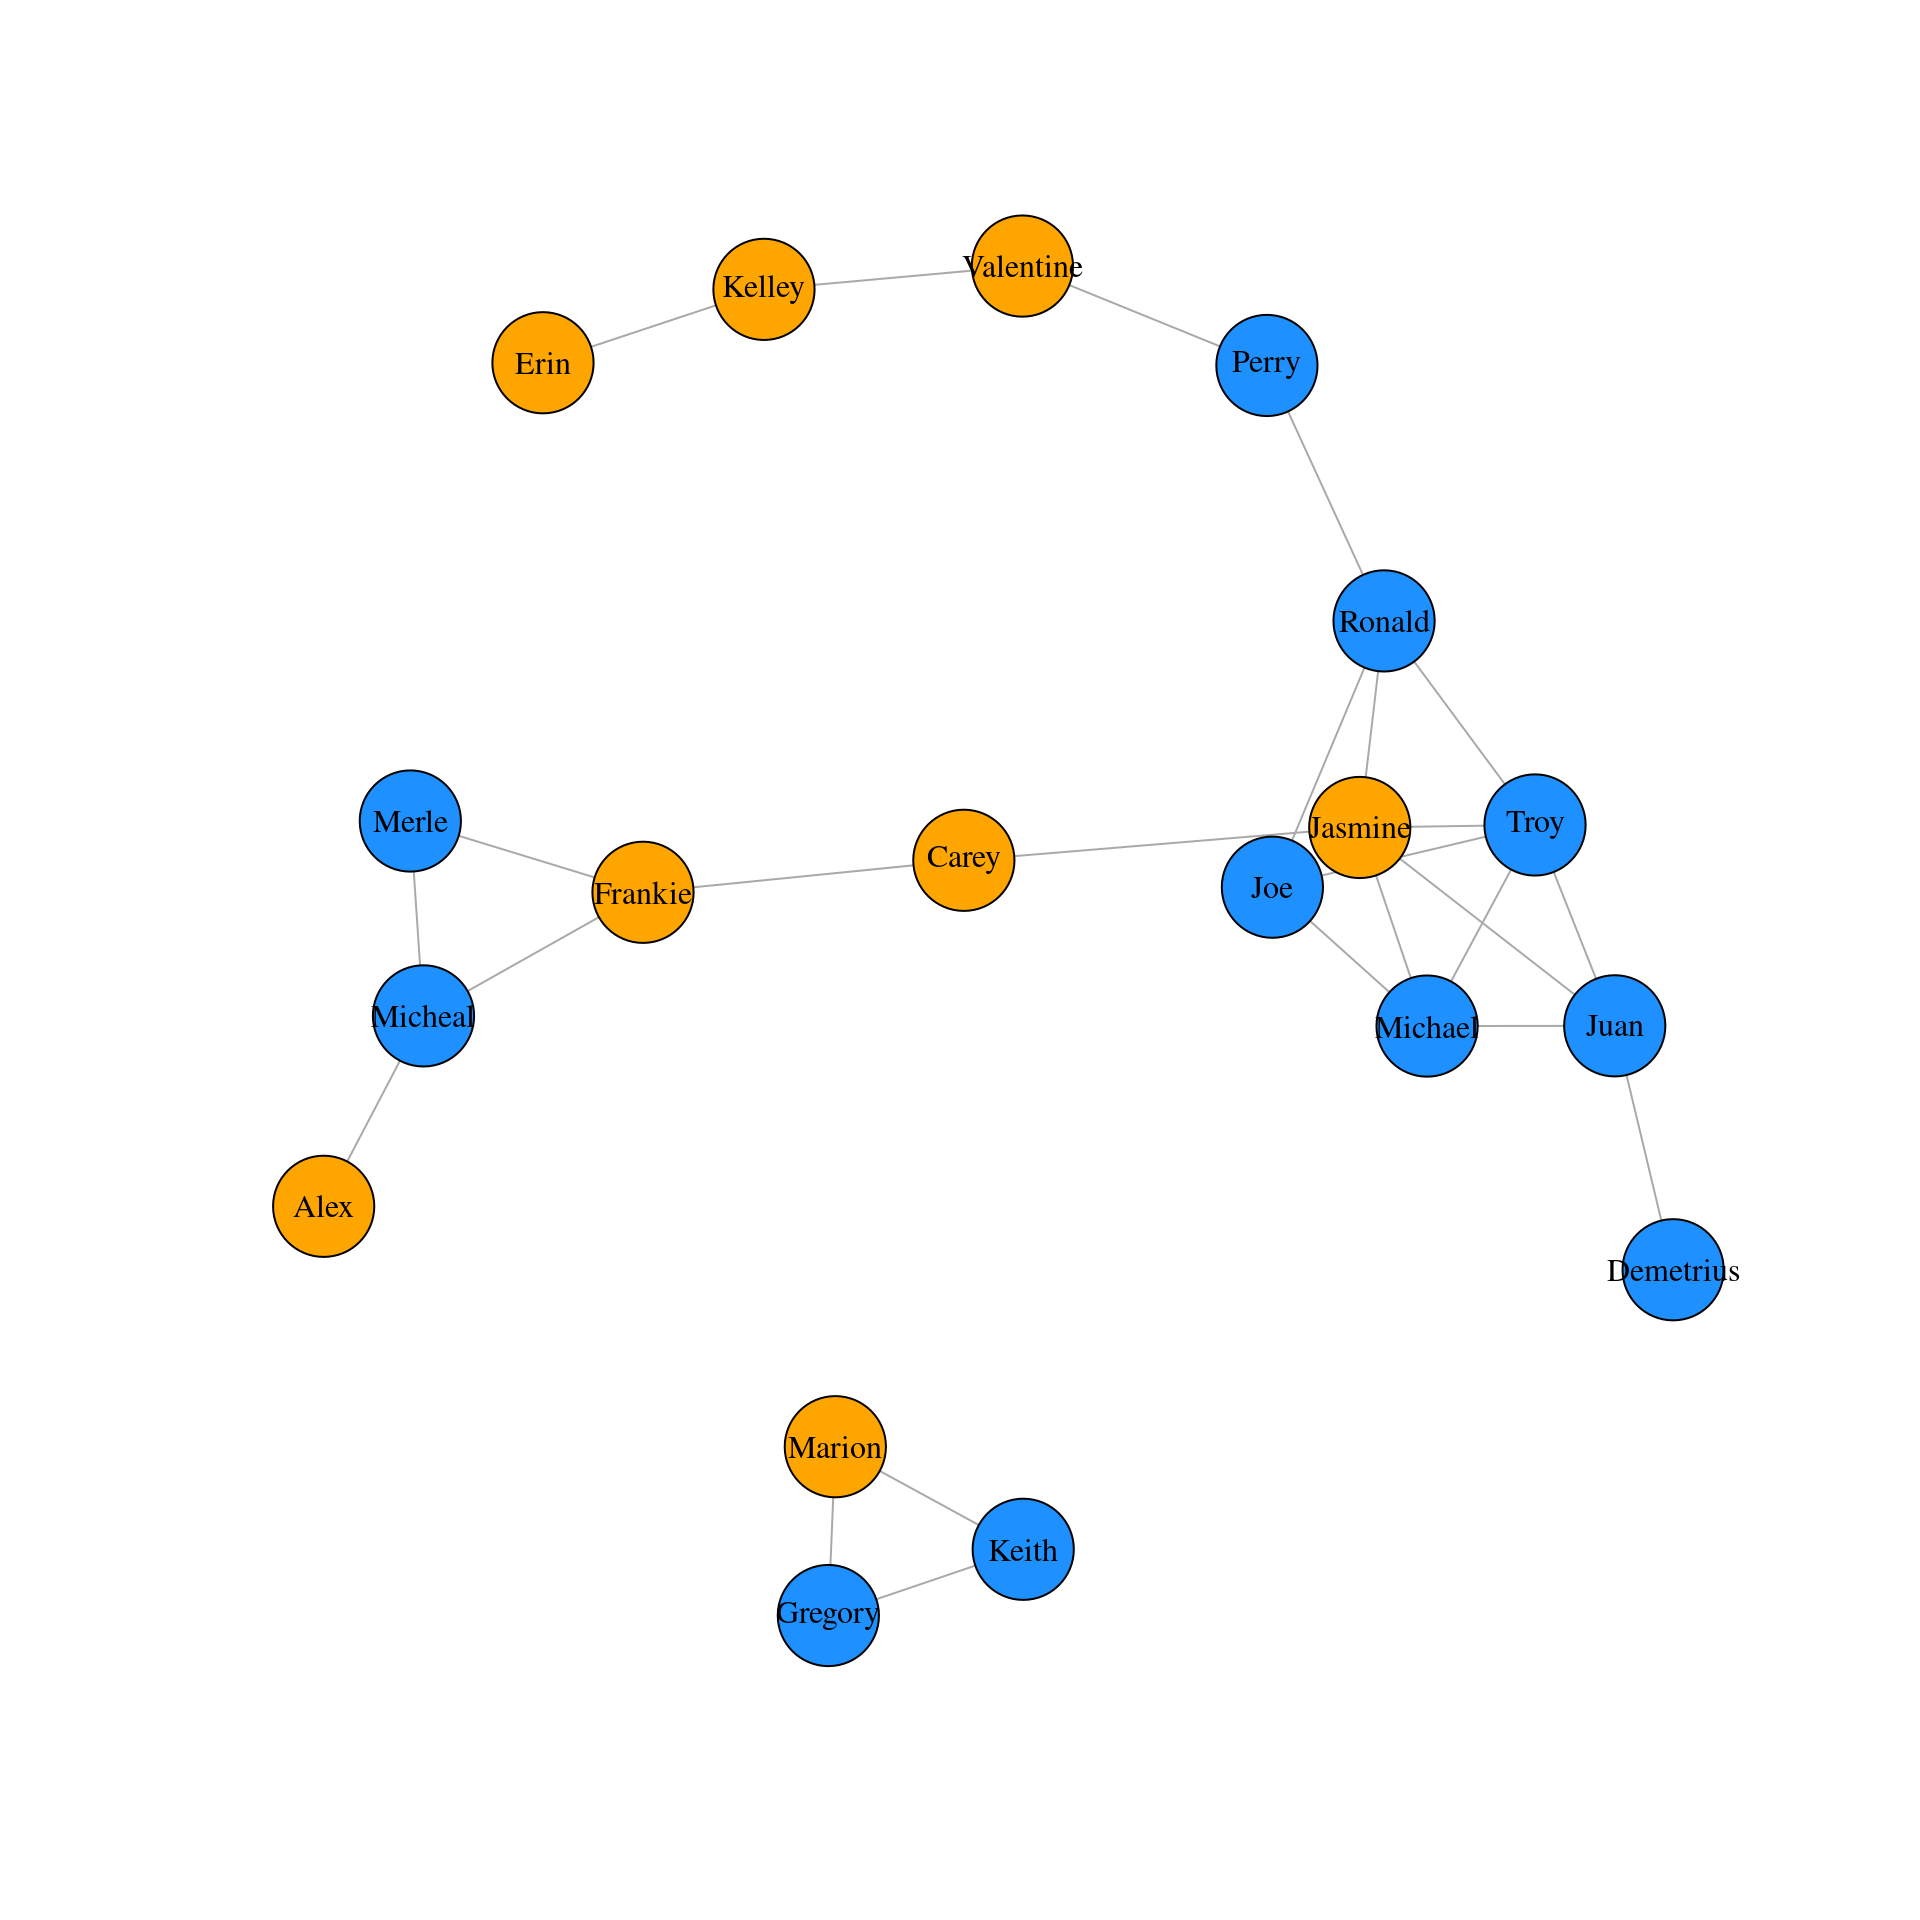 Valentine
Kelley
Perry
Erin
Ronald
Merle
Troy
Jasmine
Carey
Joe
Frankie
Micheal
Michael
Juan
Alex
Demetrius
Marion
Keith
Gregory